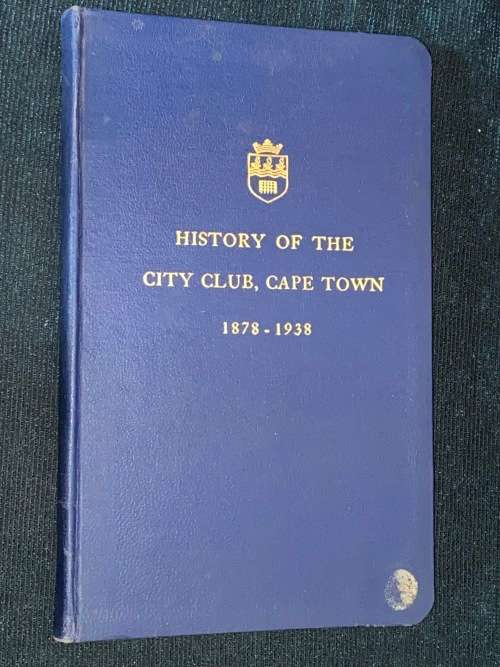 HISTORY OF THE
CITY CLUB, CAPE TOWN
1878-1938